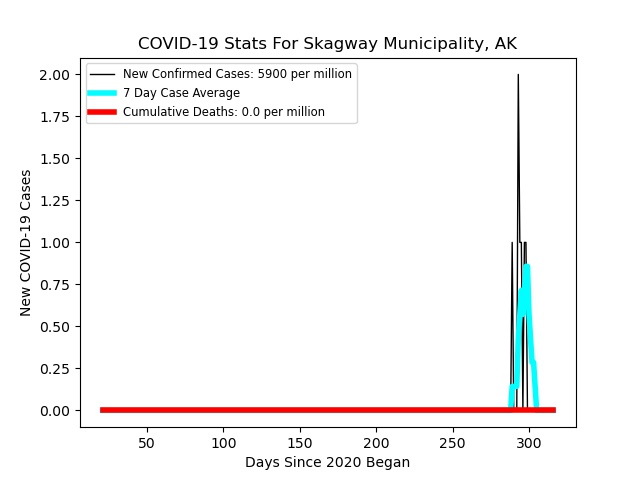 COVID-19 Stats For Skagway Municipality, AK
New Confirmed Cases: 5900 per million
7 Day Case Average
Cumulative Deaths: 0.0 per million
2.00
1.75
1.50
1.25
1.00
0.75
0.50
0.25
0.00
New COVID-19 Cases
50 100 150 200 250 300
Days Since 2020 Began